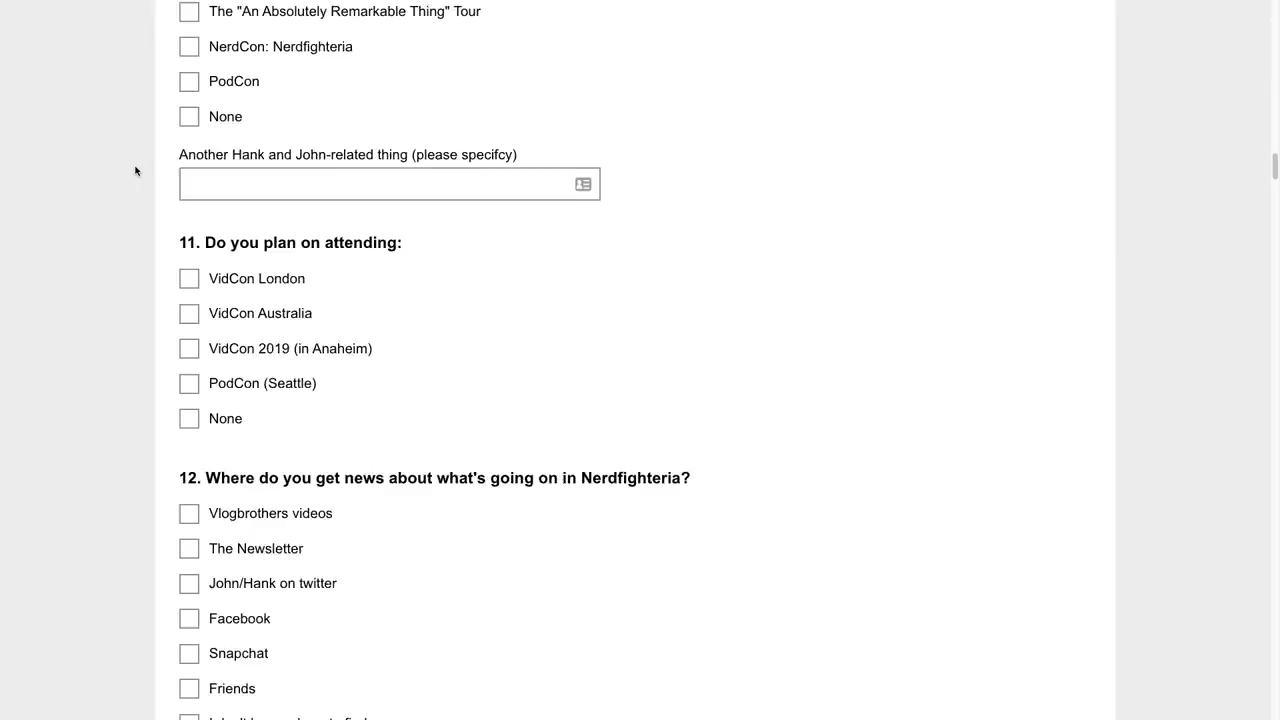 The "An Absolutely Remarkable Thing" Tour
NerdCon: Nerdfighteria
PodCon
None
Another Hank and John-related thing (please specifcy)
11. Do you plan on attending:
VidCon London
VidCon Australia
VidCon 2019 (in Anaheim)
PodCon (Seattle)
None
12. Where do you get news about what's going on in Nerdfighteria?
Vlogbrothers videos
The Newsletter
John/Hank on twitter
Facebook
Snapchat
Friends